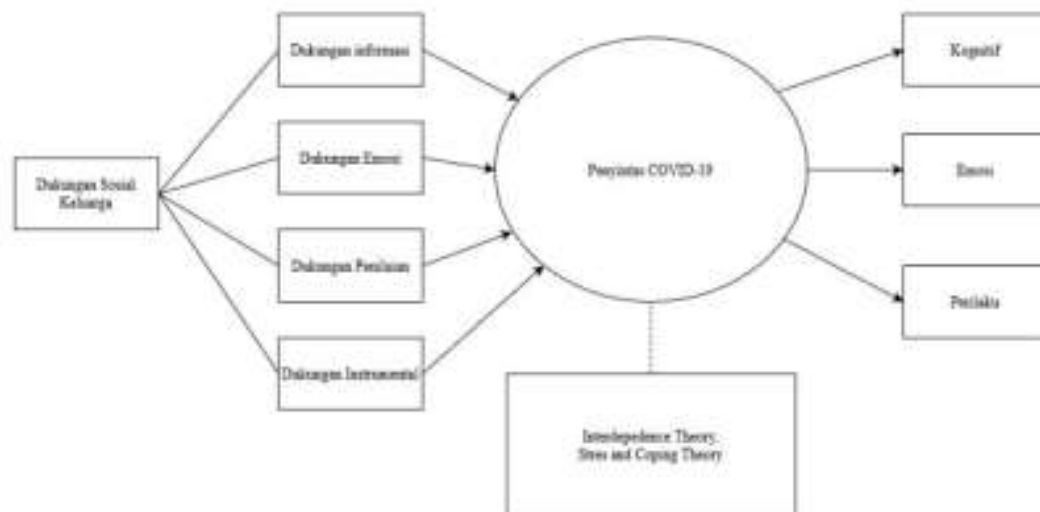 Dukungan Sosial
Keluarga
Dukungan informasi
Dukungan Emosi
Dukungan Penilaian
Dukungan Instrumental
Penyintas COVID-19
Interdepedence Theory,
Stres and Coping Theory
Kognitif
Emosi
Perilaku